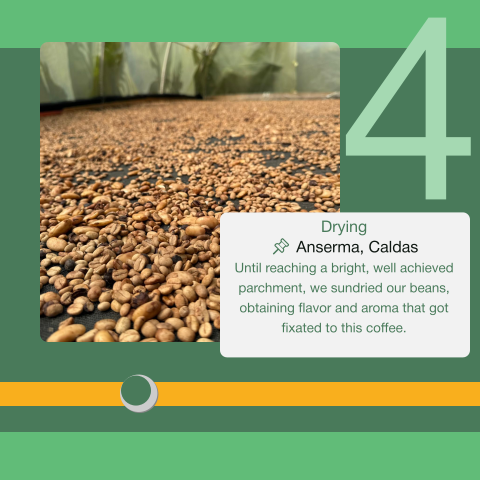 4
Drying
Anserma, Caldas
Until reaching a bright, well achieved
parchment, we sundried our beans,
obtaining flavor and aroma that got
fixated to this coffee.